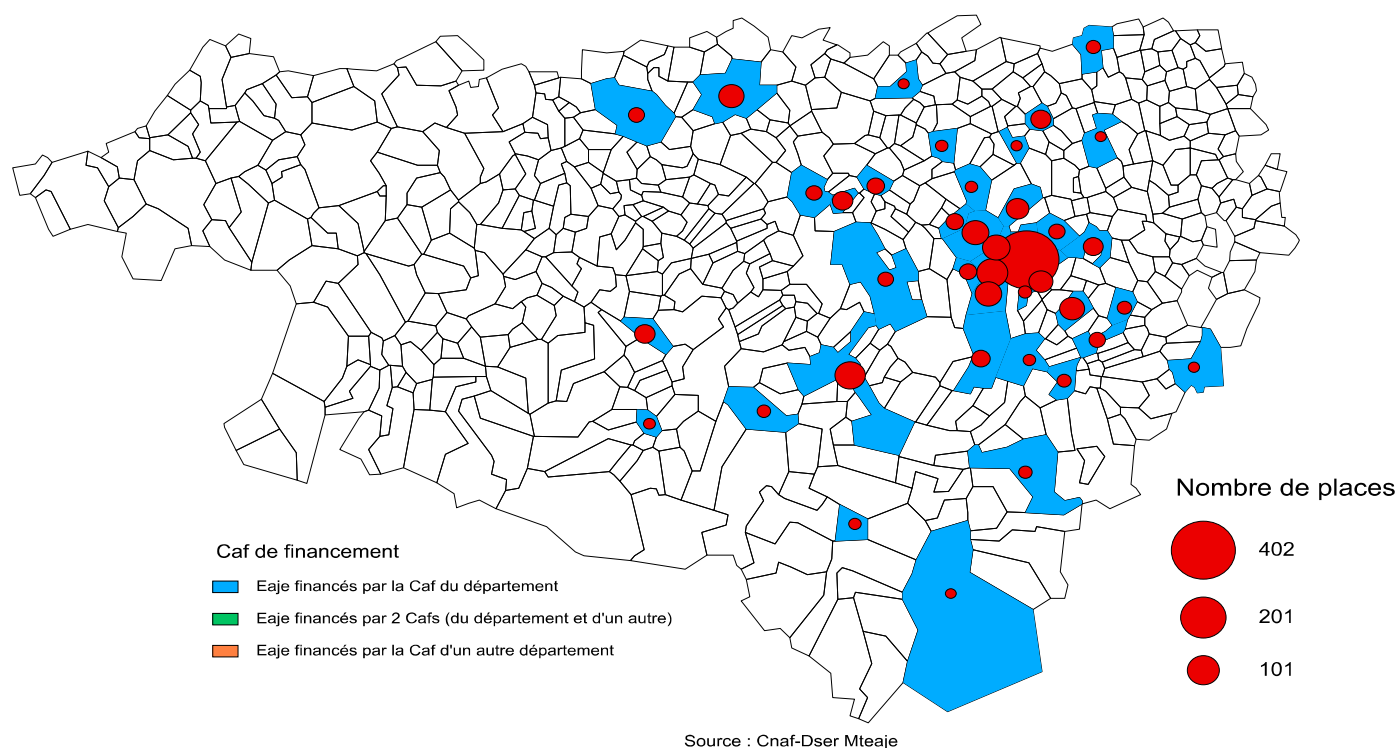 Nombre de places
402
201
101
Caf de financement
Eaje financés par la Caf du département
Eaje financés par 2 Cafs (du département et d'un autre)
Eaje financés par la Caf d'un autre département
Source : Cnaf-Dser Mteaje